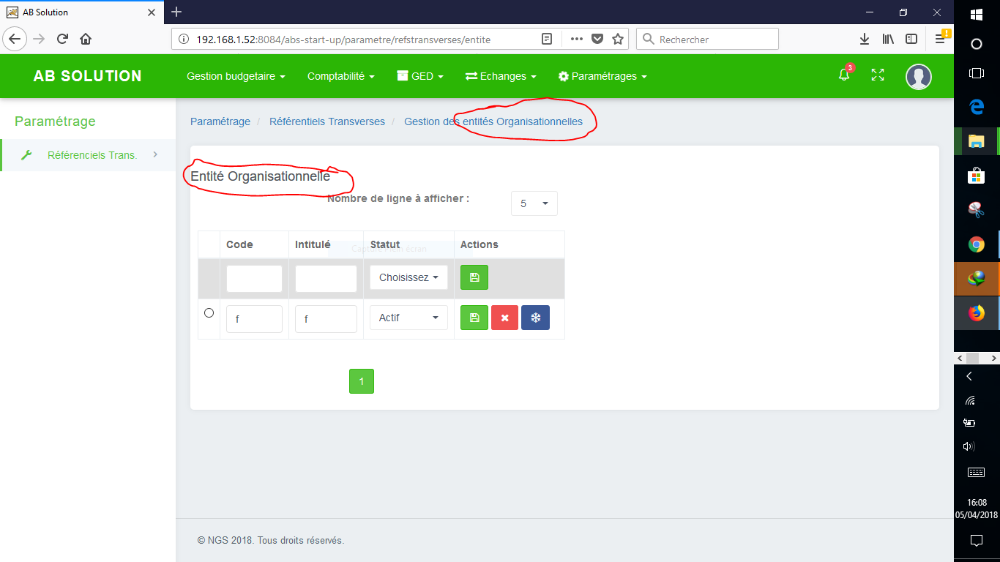 AB Solution
192.168.1.52:8084/abs-start-up/parametre/refstransverses/entite
Rechercher
AB SOLUTION
Gestion budgetaire
Comptabilité
GED
Echanges
Paramétrages
3
Paramétrage
Référenciels Trans.
Paramétrage / Référentiels Transverses / Gestion des entités Organisationnelles
Entité Organisationnelle
Nombre de ligne à afficher :
5
Code Intitulé Statut Actions
Choisissez
f f Actif
1
© NGS 2018. Tous droits réservés.
16:08
05/04/2018